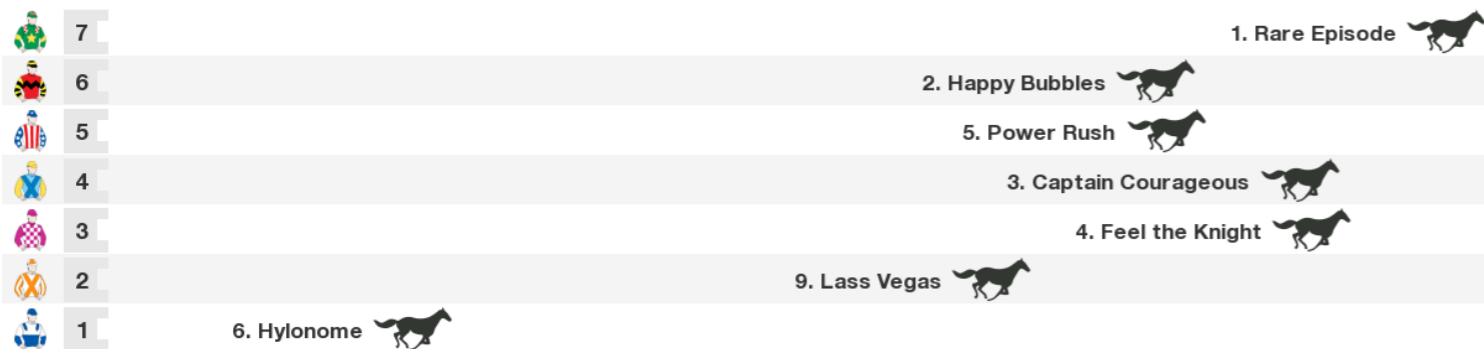 7 1. Rare Episode
6 2. Happy Bubbles
5 5. Power Rush
4 3. Captain Courageous
3 4. Feel the Knight
2 9. Lass Vegas
1 6. Hylonome